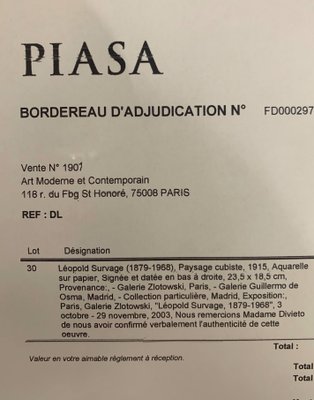 PIASA
BORDEREAU D'ADJUDICATION N° FD000297
Vente N° 1907
Art Moderne et Contemporain
118 r. du Fbg St Honoré, 75008 PARIS
REF : DL
Lot Désignation
30 Léopold Survage (1879-1968), Paysage cubiste, 1915, Aquarelle
sur papier, Signée et datée en bas à droite, 23,5 x 18,5 cm,
Provenance:, - Galerie Zlotowski, Paris, - Galerie Guillermo de
Osma, Madrid, - Collection particulière, Madrid, Exposition:,
Paris, Galerie Zlotowski, "Léopold Survage, 1879-1968", 3
octobre - 29 novembre, 2003, Nous remercions Madame Divieto
de nous avoir confirmé verbalement l'authenticité de cette
oeuvre.
Total :
Valeur en votre aimable règlement à réception.
Total
Total